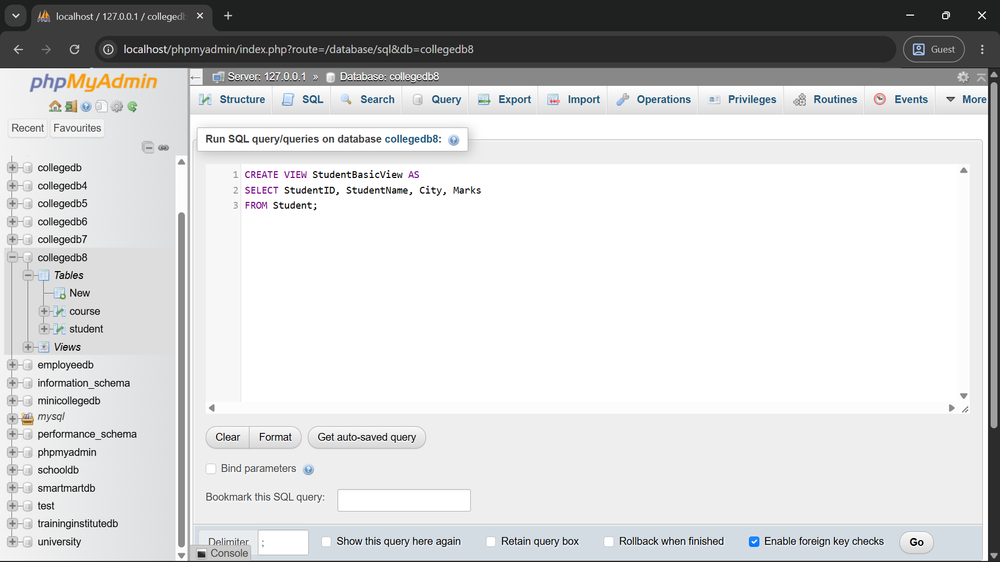 localhost / 127.0.0.1 / collegedb
localhost/phpmyadmin/index.php?route=/database/sql&db=collegedb8
Guest
phpMyAdmin
Recent
Favourites
collegedb
collegedb4
collegedb5
collegedb6
collegedb7
collegedb8
Tables
New
course
student
Views
employeedb
information_schema
minicollegedb
mysql
performance_schema
phpmyadmin
schooldb
smartmartdb
test
traininginstitutedb
university
Server: 127.0.0.1 » Database: collegedb8
Structure
SQL
Search
Query
Export
Import
Operations
Privileges
Routines
Events
More
Run SQL query/queries on database collegedb8:
1 CREATE VIEW StudentBasicView AS
2 SELECT StudentID, StudentName, City, Marks
3 FROM Student;
Clear
Format
Get auto-saved query
Bind parameters
Bookmark this SQL query:
Delimiter ;
Show this query here again
Retain query box
Rollback when finished
Enable foreign key checks
Go
Console